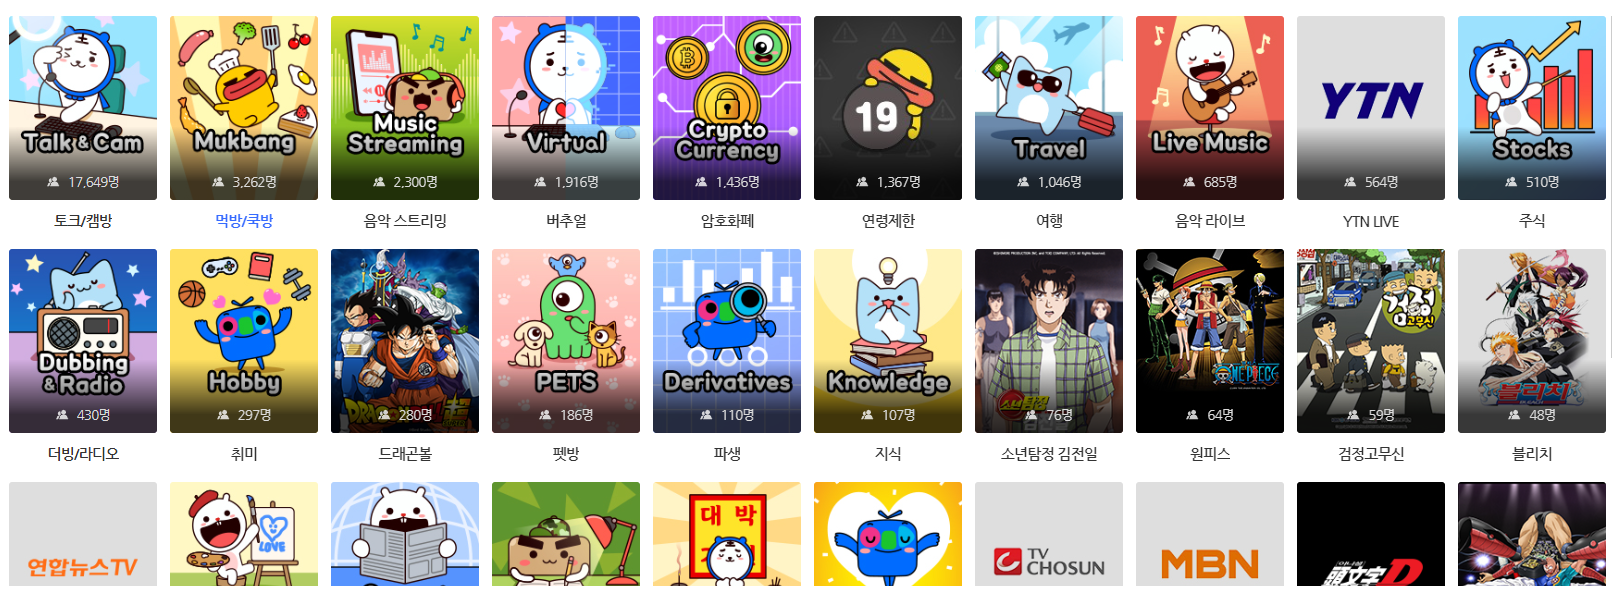 Talk & Cam
17,649명
토크/캠방
Mukbang
3,262명
먹방/쿡방
Music
Streaming
2,300명
음악 스트리밍
Virtual
1,916명
버추얼
Crypto
Currency
1,436명
암호화폐
19
1,367명
연령제한
Travel
1,046명
여행
Live Music
685명
음악 라이브
YTN
564명
YTN LIVE
Stocks
510명
주식
Dubbing
& Radio
430명
더빙/라디오
Hobby
297명
취미
280명
드래곤볼
PETS
186명
펫방
Derivatives
110명
파생
Knowledge
107명
지식
소년탐정
76명
소년탐정 김전일
ONE PIECE
64명
원피스
검정
고무신
59명
검정고무신
블리치
48명
블리치
연합뉴스TV
LOVE
대 박
TV
CHOSUN
MBN
頭文字D